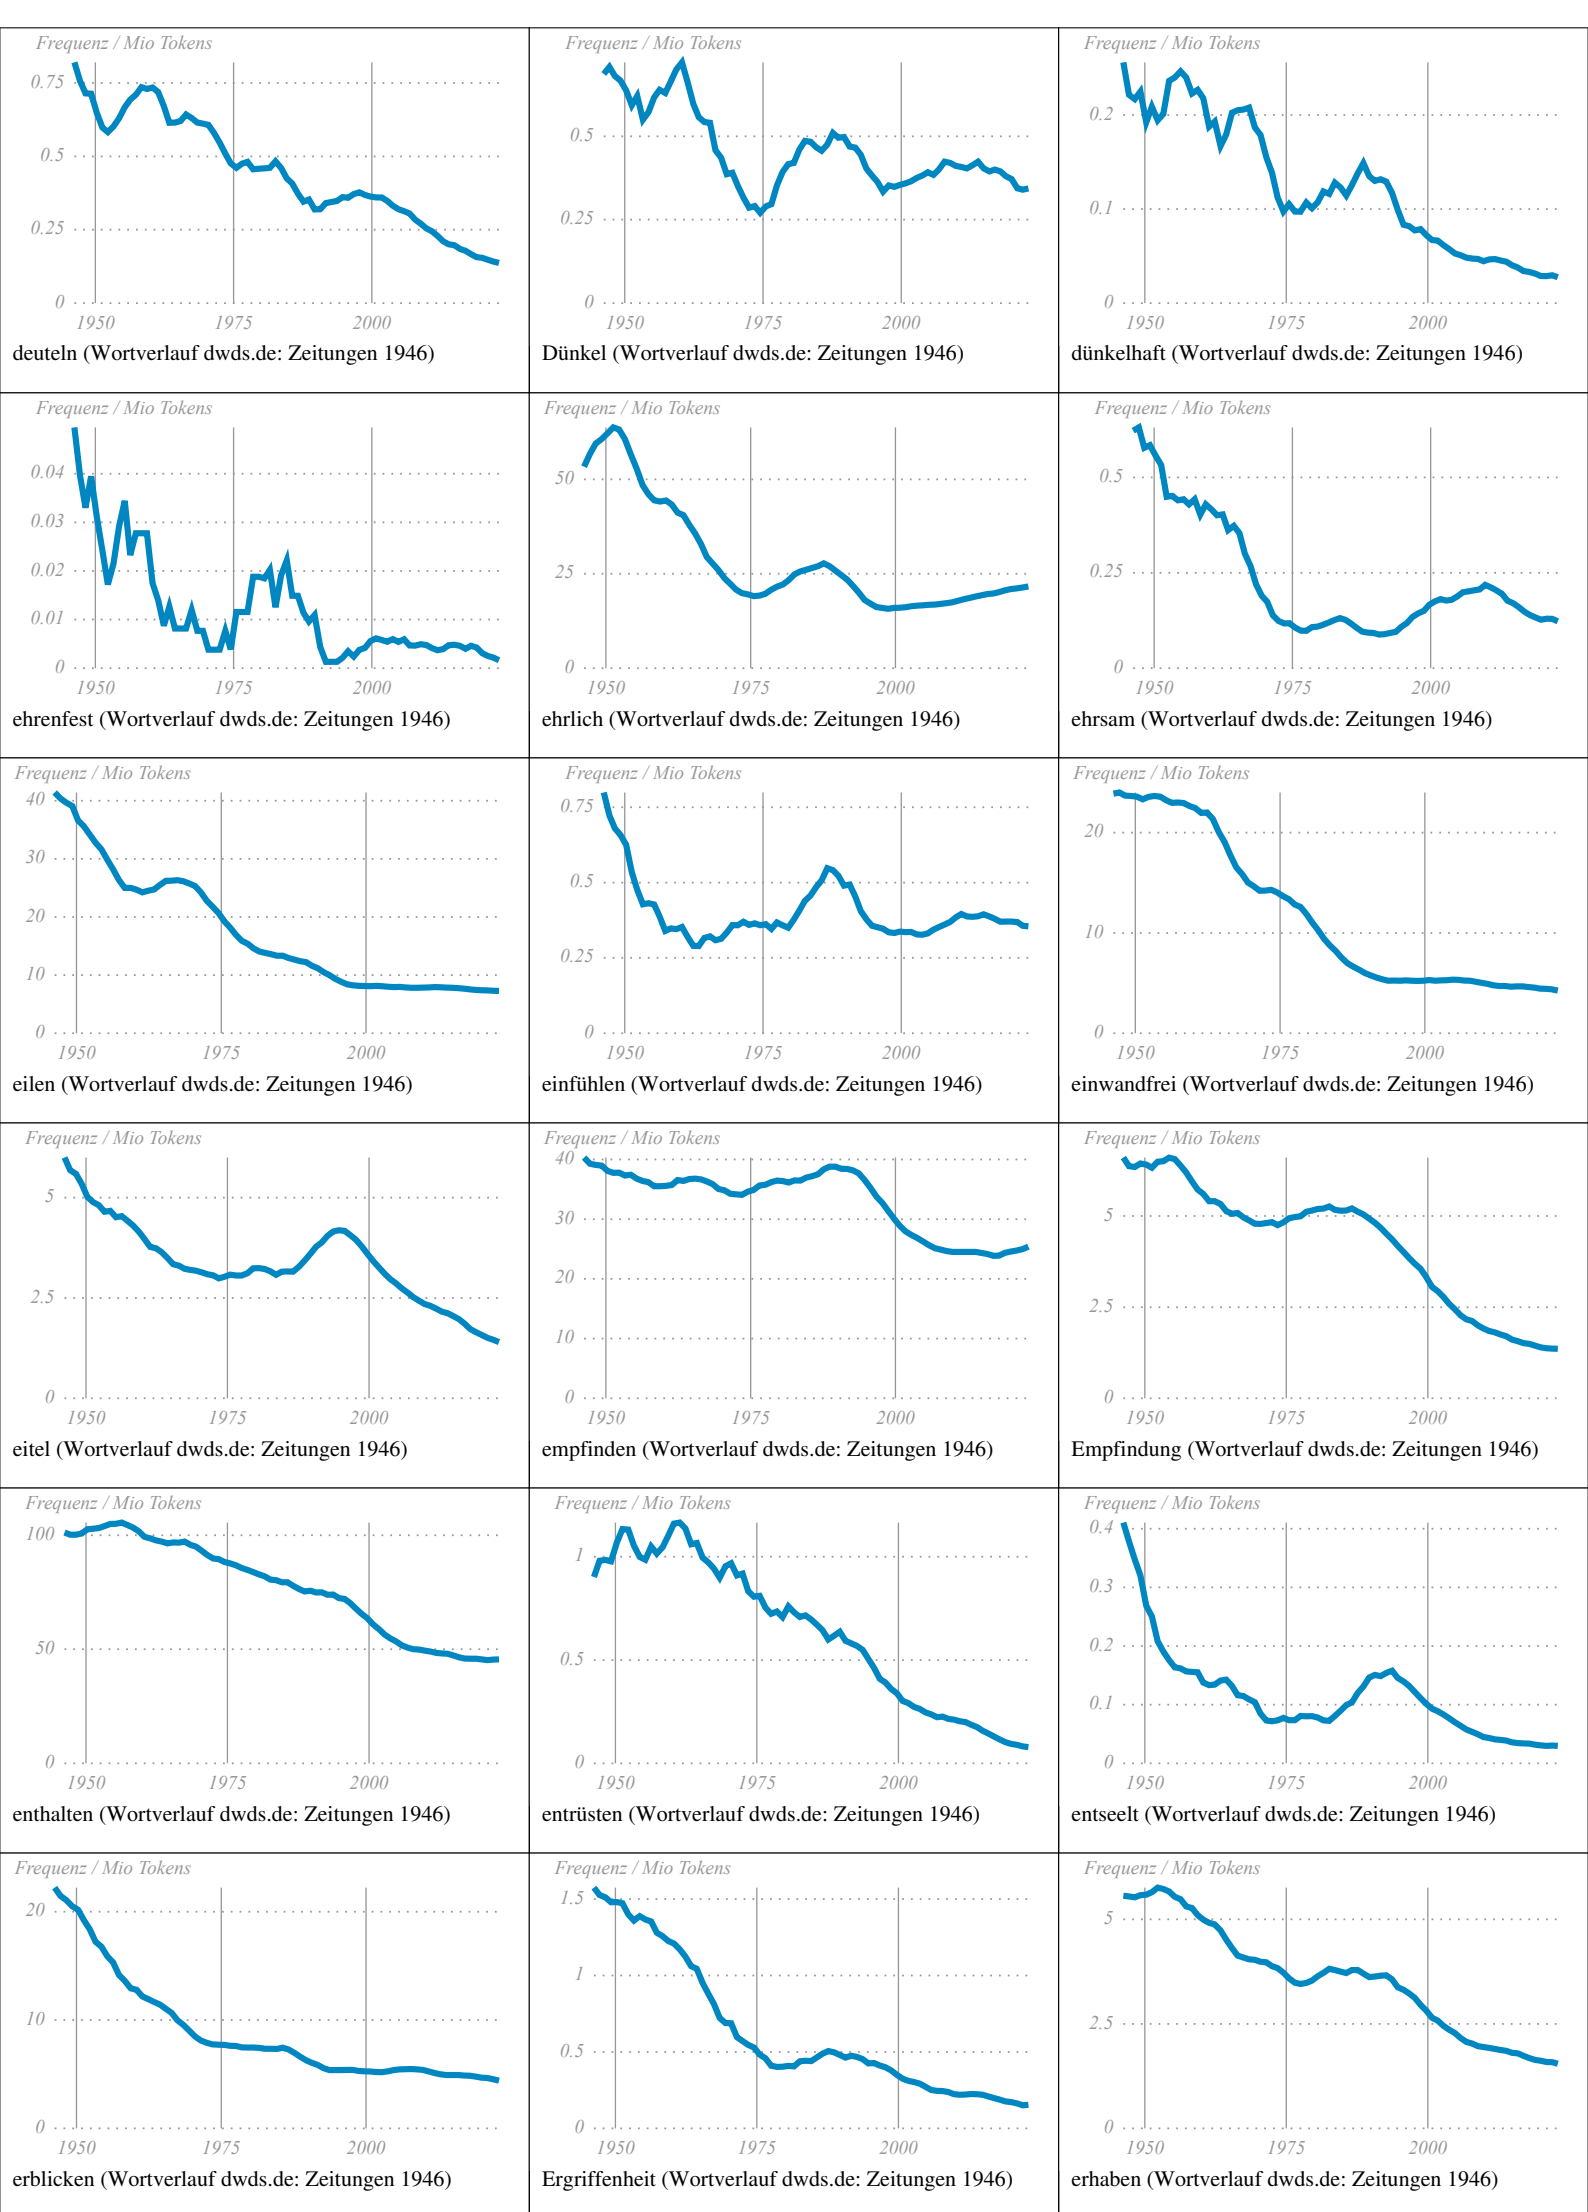 Frequenz / Mio Tokens
0.75
0.5
0.25
0
1950 1975 2000
deuteln (Wortverlauf dwds.de: Zeitungen 1946)
Frequenz / Mio Tokens
0.5
0.25
0
1950 1975 2000
Dünkel (Wortverlauf dwds.de: Zeitungen 1946)
Frequenz / Mio Tokens
0.2
0.1
0
1950 1975 2000
dünkelhaft (Wortverlauf dwds.de: Zeitungen 1946)
Frequenz / Mio Tokens
0.04
0.03
0.02
0.01
0
1950 1975 2000
ehrenfest (Wortverlauf dwds.de: Zeitungen 1946)
Frequenz / Mio Tokens
50
25
0
1950 1975 2000
ehrlich (Wortverlauf dwds.de: Zeitungen 1946)
Frequenz / Mio Tokens
0.5
0.25
0
1950 1975 2000
ehrsam (Wortverlauf dwds.de: Zeitungen 1946)
Frequenz / Mio Tokens
40
30
20
10
0
1950 1975 2000
eilen (Wortverlauf dwds.de: Zeitungen 1946)
Frequenz / Mio Tokens
0.75
0.5
0.25
0
1950 1975 2000
einfühlen (Wortverlauf dwds.de: Zeitungen 1946)
Frequenz / Mio Tokens
20
10
0
1950 1975 2000
einwandfrei (Wortverlauf dwds.de: Zeitungen 1946)
Frequenz / Mio Tokens
5
2.5
0
1950 1975 2000
eitel (Wortverlauf dwds.de: Zeitungen 1946)
Frequenz / Mio Tokens
40
30
20
10
0
1950 1975 2000
empfinden (Wortverlauf dwds.de: Zeitungen 1946)
Frequenz / Mio Tokens
5
2.5
0
1950 1975 2000
Empfindung (Wortverlauf dwds.de: Zeitungen 1946)
Frequenz / Mio Tokens
100
50
0
1950 1975 2000
enthalten (Wortverlauf dwds.de: Zeitungen 1946)
Frequenz / Mio Tokens
1
0.5
0
1950 1975 2000
entrüsten (Wortverlauf dwds.de: Zeitungen 1946)
Frequenz / Mio Tokens
0.4
0.3
0.2
0.1
0
1950 1975 2000
entseelt (Wortverlauf dwds.de: Zeitungen 1946)
Frequenz / Mio Tokens
20
10
0
1950 1975 2000
erblicken (Wortverlauf dwds.de: Zeitungen 1946)
Frequenz / Mio Tokens
1.5
1
0.5
0
1950 1975 2000
Ergriffenheit (Wortverlauf dwds.de: Zeitungen 1946)
Frequenz / Mio Tokens
5
2.5
0
1950 1975 2000
erhaben (Wortverlauf dwds.de: Zeitungen 1946)